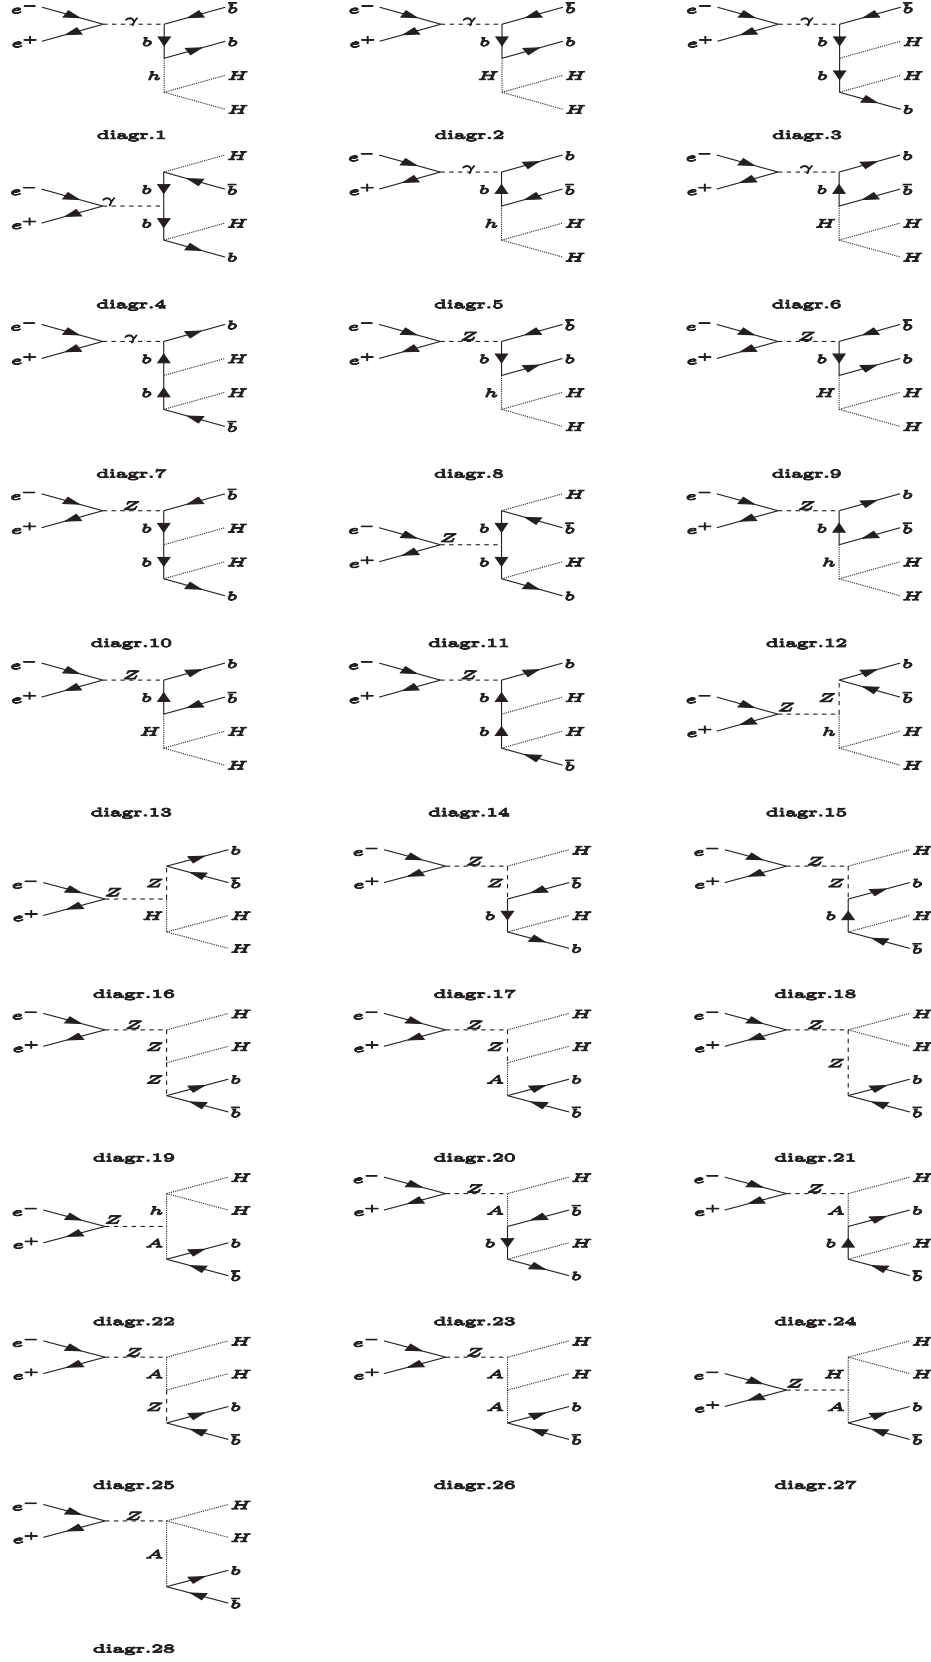 e− γ b̄
e+ b b
h H
H
diagr.1
e− γ b̄
e+ b b
H H
H
diagr.2
e− γ b̄
e+ b H
b H
b
diagr.3
H
e− b b̄
e+ γ b H
b
diagr.4
e− γ b
e+ b b̄
h H
H
diagr.5
e− γ b
e+ b b̄
H H
H
diagr.6
e− γ b
e+ b H
b H
b̄
diagr.7
e− Z b̄
e+ b b
h H
H
diagr.8
e− Z b̄
e+ b b
H H
H
diagr.9
e− Z b̄
e+ b H
b H
b
diagr.10
H
e− Z b b̄
e+ b H
b
diagr.11
e− Z b
e+ b b̄
h H
H
diagr.12
e− Z b
e+ b b̄
H H
H
diagr.13
e− Z b
e+ b H
b H
b̄
diagr.14
b
e− Z Z b̄
e+ h H
H
diagr.15
b
e− Z Z b̄
e+ H H
H
diagr.16
e− Z H
e+ Z b̄
b H
b
diagr.17
e− Z H
e+ Z b
b H
b̄
diagr.18
e− Z H
e+ Z H
Z b
b̄
diagr.19
e− Z H
e+ Z H
A b
b̄
diagr.20
e− Z H
e+ H
Z b
b̄
diagr.21
H
e− Z h H
e+ A b
b̄
diagr.22
e− Z H
e+ A b̄
b H
b
diagr.23
e− Z H
e+ A b
b H
b̄
diagr.24
e− Z H
e+ A H
Z b
b̄
diagr.25
e− Z H
e+ A H
A b
b̄
diagr.26
H
e− Z H H
e+ A b
b̄
diagr.27
e− Z H
e+ H
A b
b̄
diagr.28